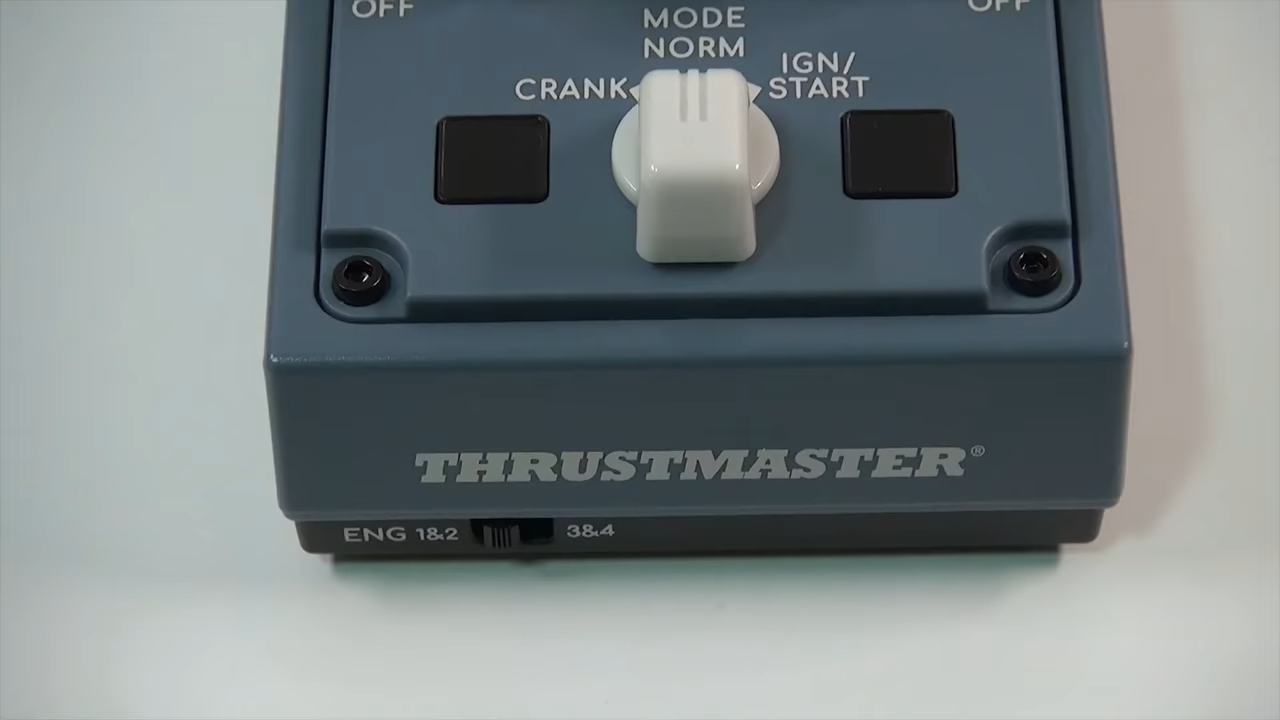 OFF
OFF
MODE
NORM
CRANK
IGN/
START
THRUSTMASTER®
ENG 1&2
3&4